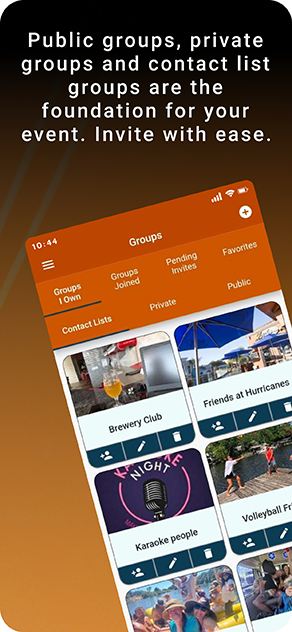 Public groups, private
groups and contact list
groups are the
foundation for your
event. Invite with ease.
10:44
Groups
Groups
I Own
Groups
Joined
Pending
Invites
Favorites
Contact Lists
Private
Public
Brewery Club
Friends at Hurricanes
KARAOKE
NIGHT
Karaoke people
Volleyball Fri